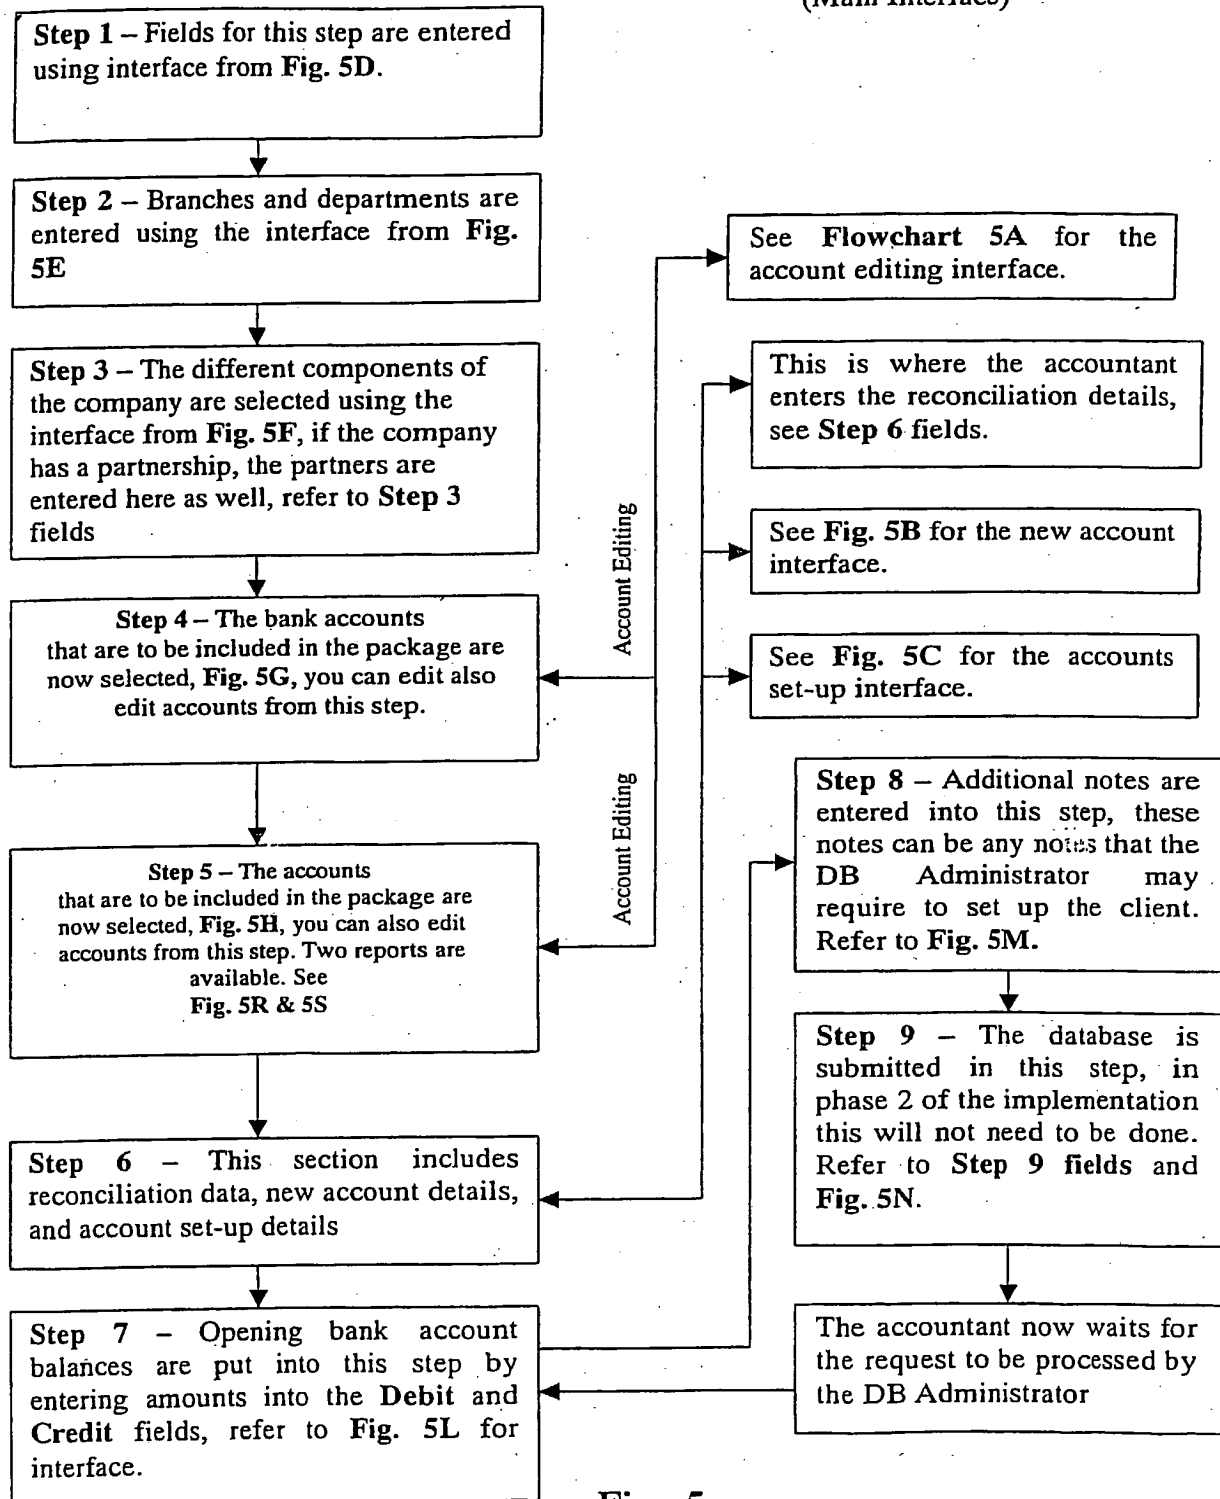 (Main Interface)
Step 1 – Fields for this step are entered
using interface from Fig. 5D.
Step 2 – Branches and departments are
entered using the interface from Fig.
5E
Step 3 – The different components of
the company are selected using the
interface from Fig. 5F, if the company
has a partnership, the partners are
entered here as well, refer to Step 3
fields
Step 4 – The bank accounts
that are to be included in the package are
now selected, Fig. 5G, you can edit also
edit accounts from this step.
Step 5 – The accounts
that are to be included in the package are
now selected, Fig. 5H, you can also edit
accounts from this step. Two reports are
available. See
Fig. 5R & 5S
Step 6 – This section includes
reconciliation data, new account details,
and account set-up details
Step 7 – Opening bank account
balances are put into this step by
entering amounts into the Debit and
Credit fields, refer to Fig. 5L for
interface.
Account Editing
Account Editing
See Flowchart 5A for the
account editing interface.
This is where the accountant
enters the reconciliation details,
see Step 6 fields.
See Fig. 5B for the new account
interface.
See Fig. 5C for the accounts
set-up interface.
Step 8 – Additional notes are
entered into this step, these
notes can be any notes that the
DB Administrator may
require to set up the client.
Refer to Fig. 5M.
Step 9 – The database is
submitted in this step, in
phase 2 of the implementation
this will not need to be done.
Refer to Step 9 fields and
Fig. 5N.
The accountant now waits for
the request to be processed by
the DB Administrator
Fig. 5